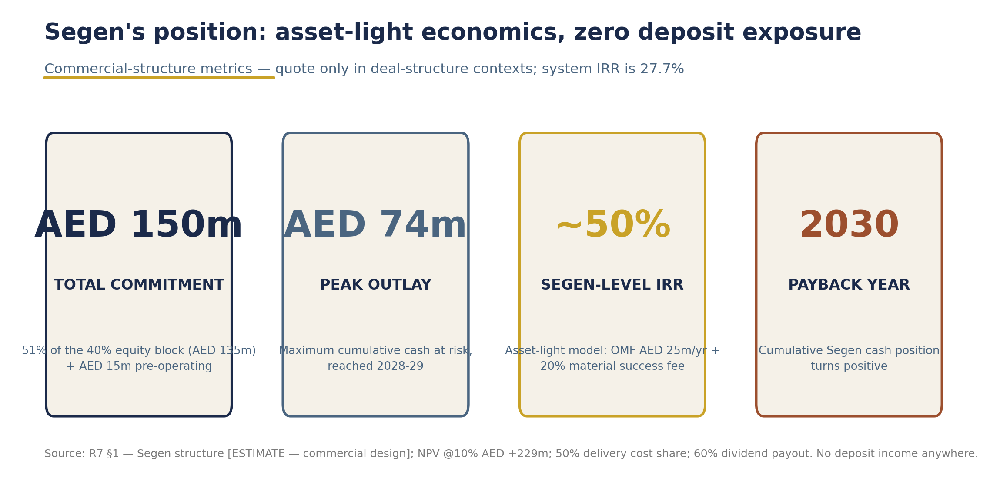 Segen's position: asset-light economics, zero deposit exposure
Commercial-structure metrics — quote only in deal-structure contexts; system IRR is 27.7%
AED 150m
TOTAL COMMITMENT
51% of the 40% equity block (AED 135m)
+ AED 15m pre-operating
AED 74m
PEAK OUTLAY
Maximum cumulative cash at risk,
reached 2028-29
~50%
SEGEN-LEVEL IRR
Asset-light model: OMF AED 25m/yr +
20% material success fee
2030
PAYBACK YEAR
Cumulative Segen cash position
turns positive
Source: R7 §1 — Segen structure [ESTIMATE — commercial design]; NPV @10% AED +229m; 50% delivery cost share; 60% dividend payout. No deposit income anywhere.